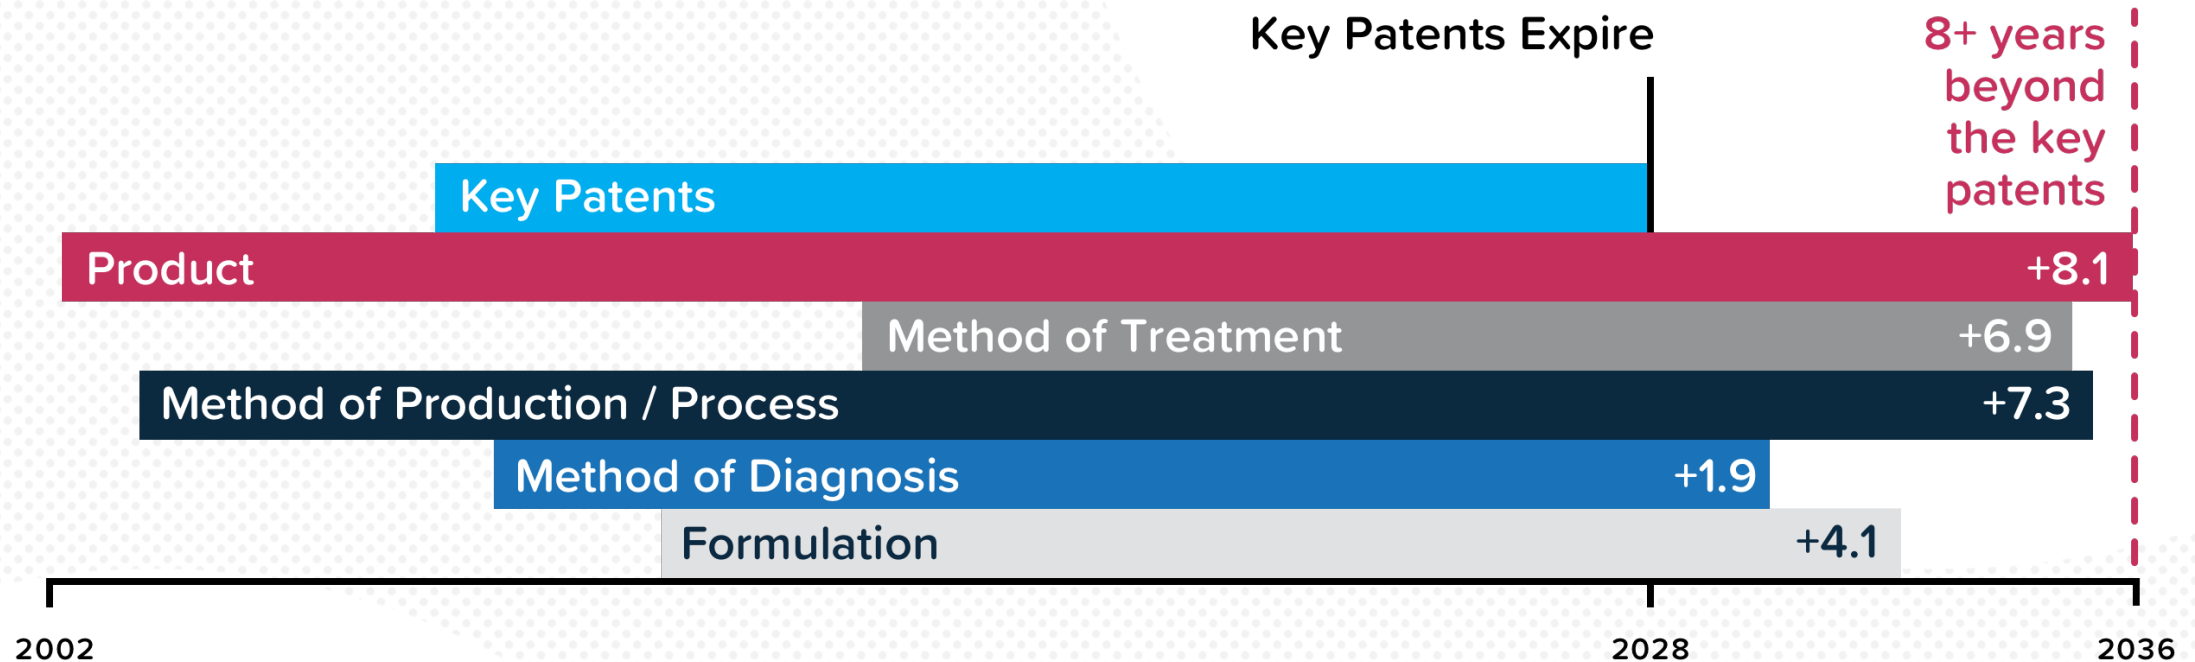 Key Patents Expire
8+ years
beyond
the key
patents
Key Patents
Product +8.1
Method of Treatment +6.9
Method of Production / Process +7.3
Method of Diagnosis +1.9
Formulation +4.1
2002 2028 2036